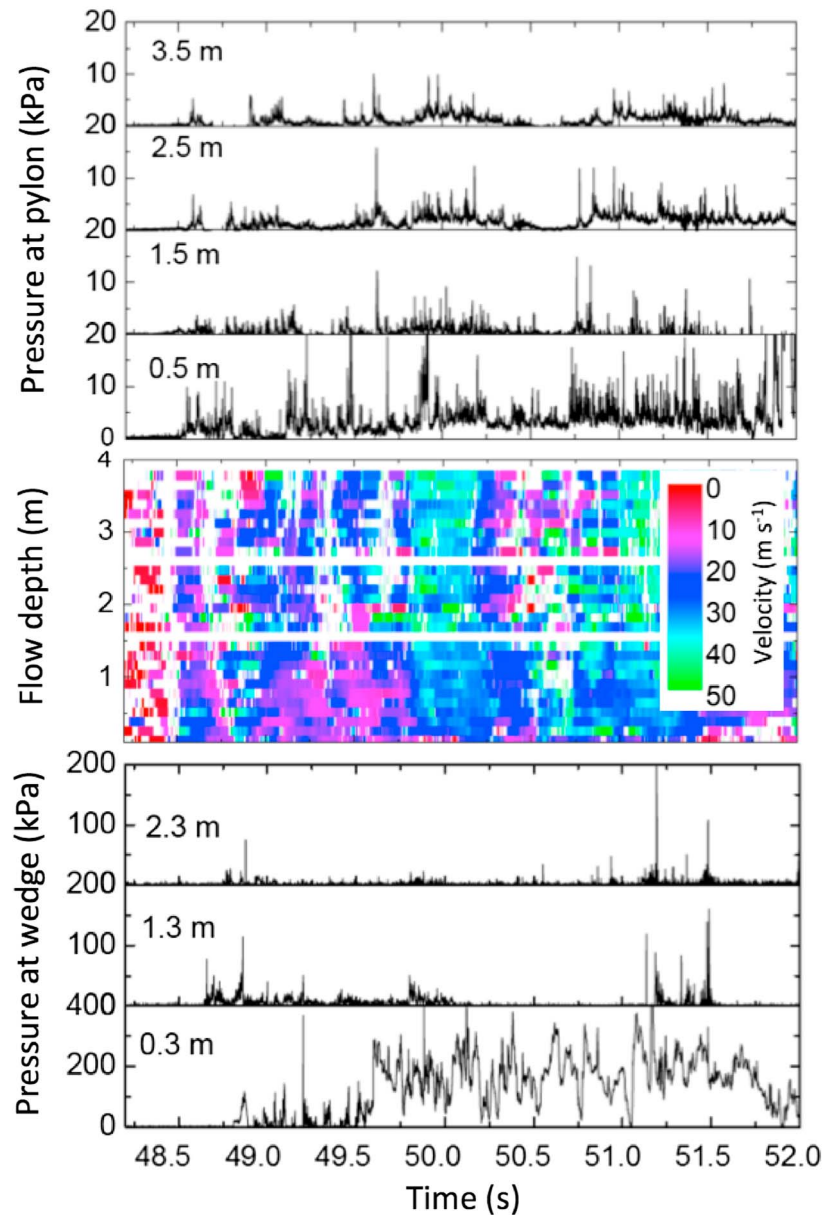 Pressure at pylon (kPa)
20
3.5 m
10
20
2.5 m
10
20
1.5 m
10
20
0.5 m
10
0
Flow depth (m)
4
3
2
1
0
10
20
30
40
50
Velocity (m s⁻¹)
Presssure at wedge (kPa)
200
2.3 m
100
200
1.3 m
100
400
0.3 m
200
0
48.5 49.0 49.5 50.0 50.5 51.0 51.5 52.0
Time (s)